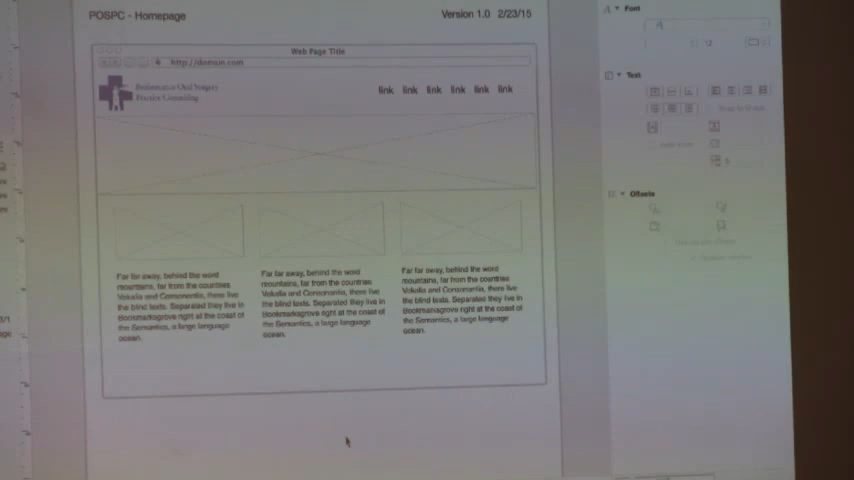 POSPC - Homepage
Version 1.0 2/23/15
Font
Web Page Title
http://domain.com
Performance Oral Surgery
Practice Consulting
link link link link link link
Text
Offsets
Far far away, behind the word
mountains, far from the countries
Vokalia and Consonantia, there live
the blind texts. Separated they live in
Bookmarksgrove right at the coast of
the Semantics, a large language
ocean.
Far far away, behind the word
mountains, far from the countries
Vokalia and Consonantia, there live
the blind texts. Separated they live in
Bookmarksgrove right at the coast of
the Semantics, a large language
ocean.
Far far away, behind the word
mountains, far from the countries
Vokalia and Consonantia, there live
the blind texts. Separated they live in
Bookmarksgrove right at the coast of
the Semantics, a large language
ocean.